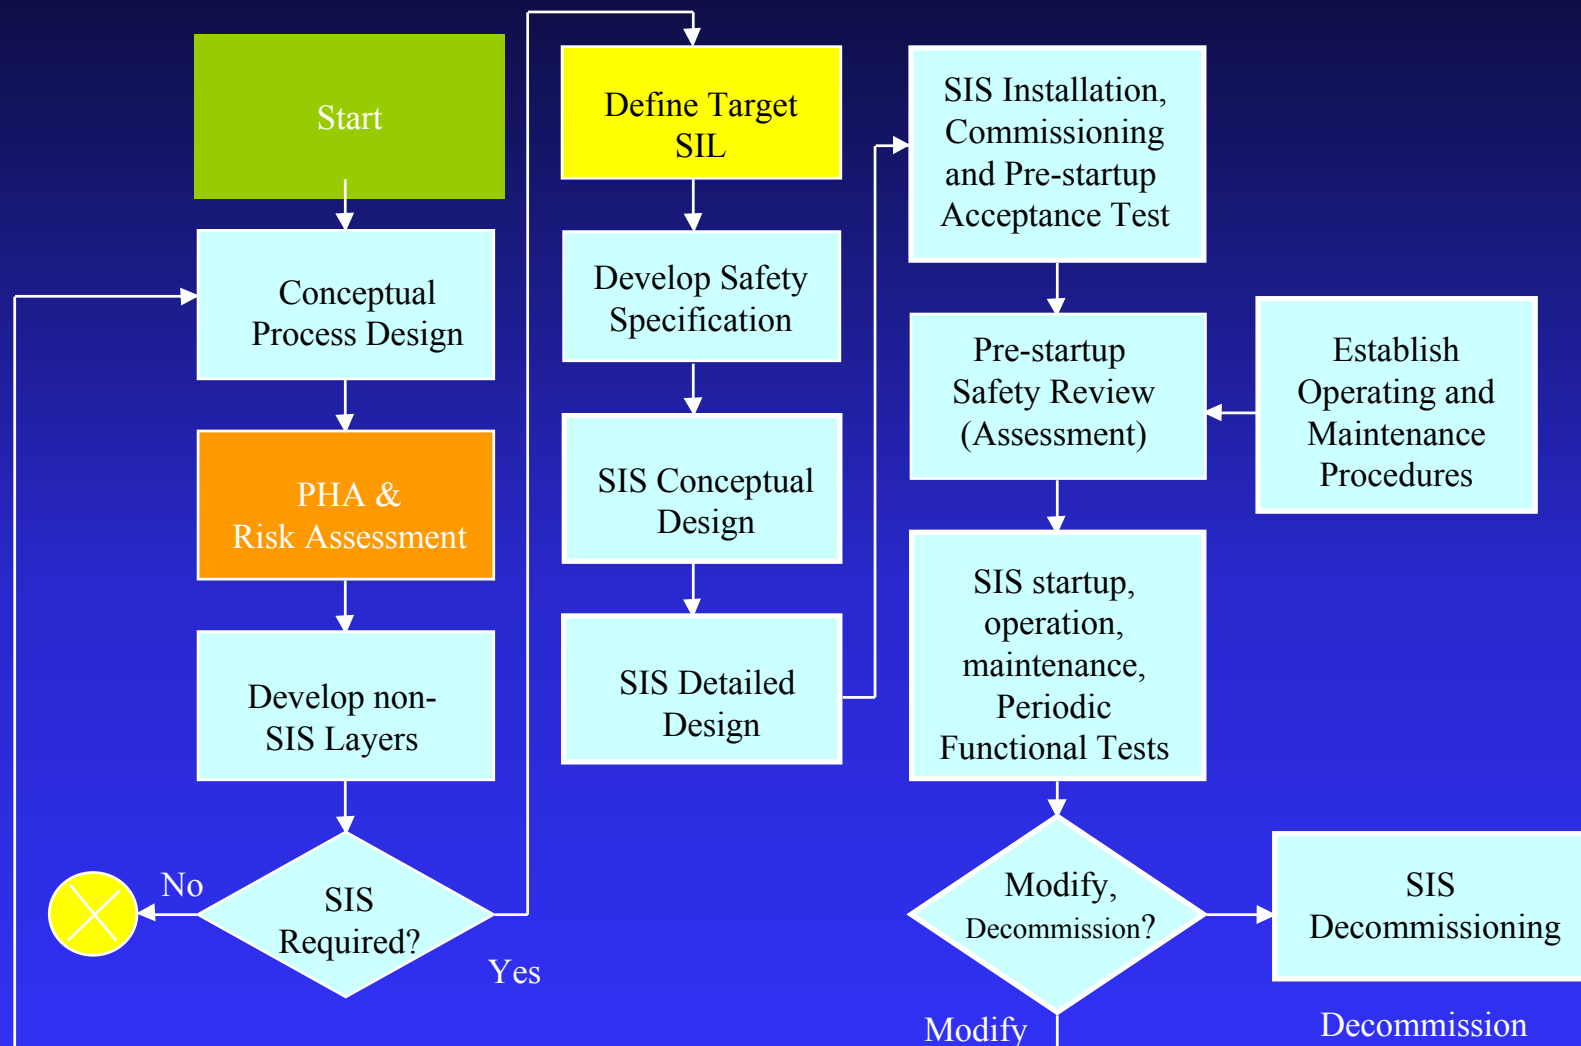 Start
Conceptual
Process Design
PHA &
Risk Assessment
Develop non-
SIS Layers
SIS
Required?
No
Yes
Define Target
SIL
Develop Safety
Specification
SIS Conceptual
Design
SIS Detailed
Design
SIS Installation,
Commissioning
and Pre-startup
Acceptance Test
Pre-startup
Safety Review
(Assessment)
Establish
Operating and
Maintenance
Procedures
SIS startup,
operation,
maintenance,
Periodic
Functional Tests
Modify,
Decommission?
SIS
Decommissioning
Modify
Decommission